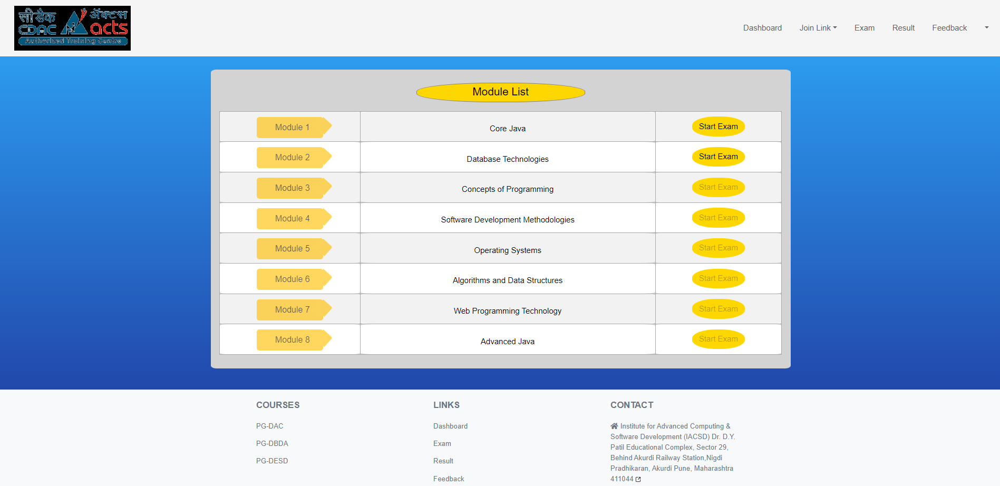 सी डैक ॲक्टस
CDAC acts
Authorized Training Centre
Dashboard Join Link Exam Result Feedback
Module List
Module 1 Core Java Start Exam
Module 2 Database Technologies Start Exam
Module 3 Concepts of Programming Start Exam
Module 4 Software Development Methodologies Start Exam
Module 5 Operating Systems Start Exam
Module 6 Algorithms and Data Structures Start Exam
Module 7 Web Programming Technology Start Exam
Module 8 Advanced Java Start Exam
COURSES
PG-DAC
PG-DBDA
PG-DESD
LINKS
Dashboard
Exam
Result
Feedback
CONTACT
Institute for Advanced Computing &
Software Development (IACSD) Dr. D.Y.
Patil Educational Complex, Sector 29,
Behind Akurdi Railway Station,Nigdi
Pradhikaran, Akurdi Pune, Maharashtra
411044